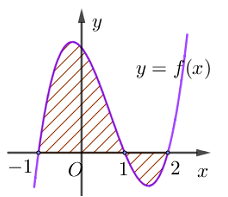 y
y = f(x)
-1 O 1 2 x